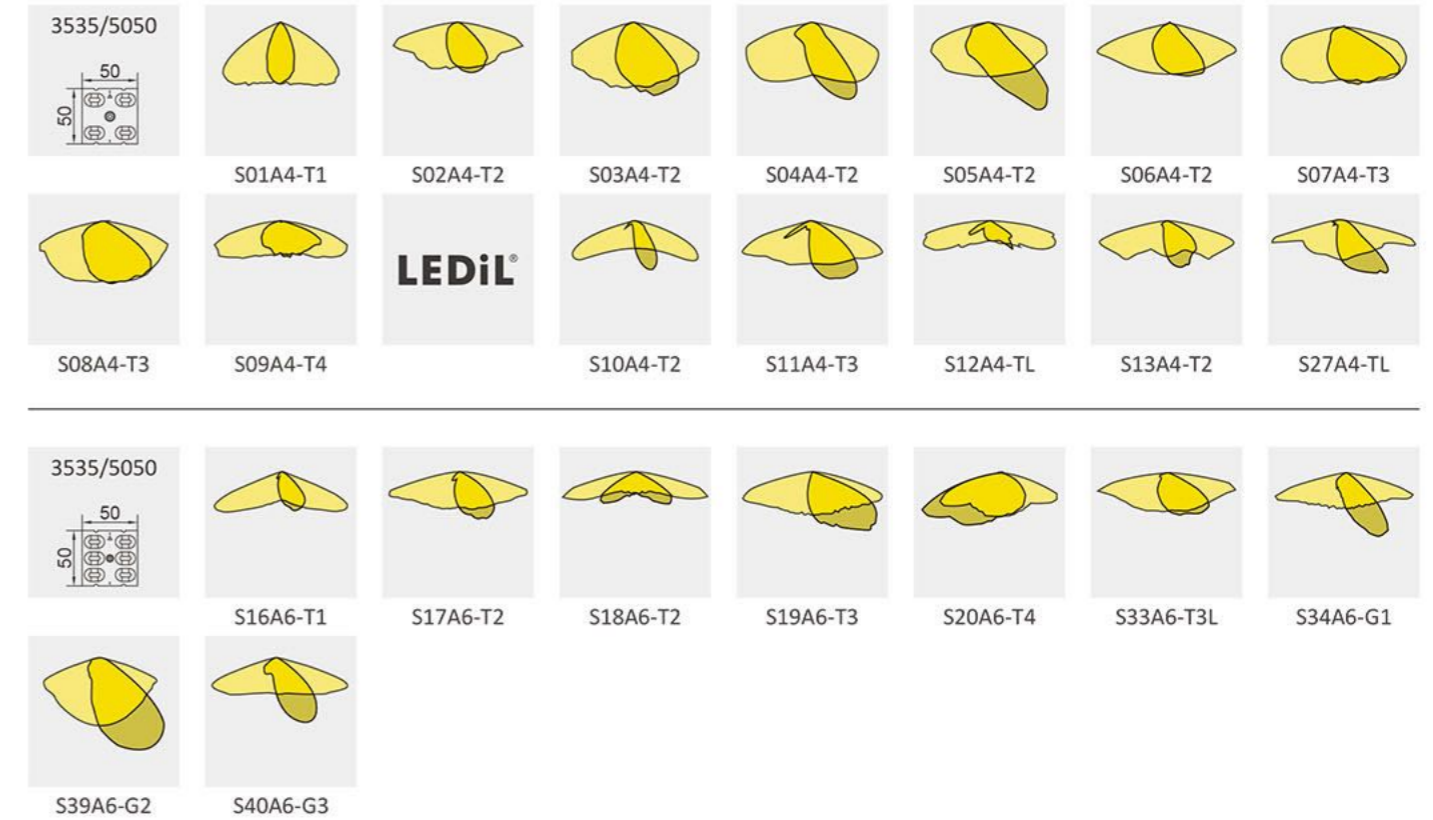 3535/5050
50
50
S01A4-T1
S02A4-T2
S03A4-T2
S04A4-T2
S05A4-T2
S06A4-T2
S07A4-T3
S08A4-T3
S09A4-T4
LEDiL®
S10A4-T2
S11A4-T3
S12A4-TL
S13A4-T2
S27A4-TL
3535/5050
50
50
S16A6-T1
S17A6-T2
S18A6-T2
S19A6-T3
S20A6-T4
S33A6-T3L
S34A6-G1
S39A6-G2
S40A6-G3